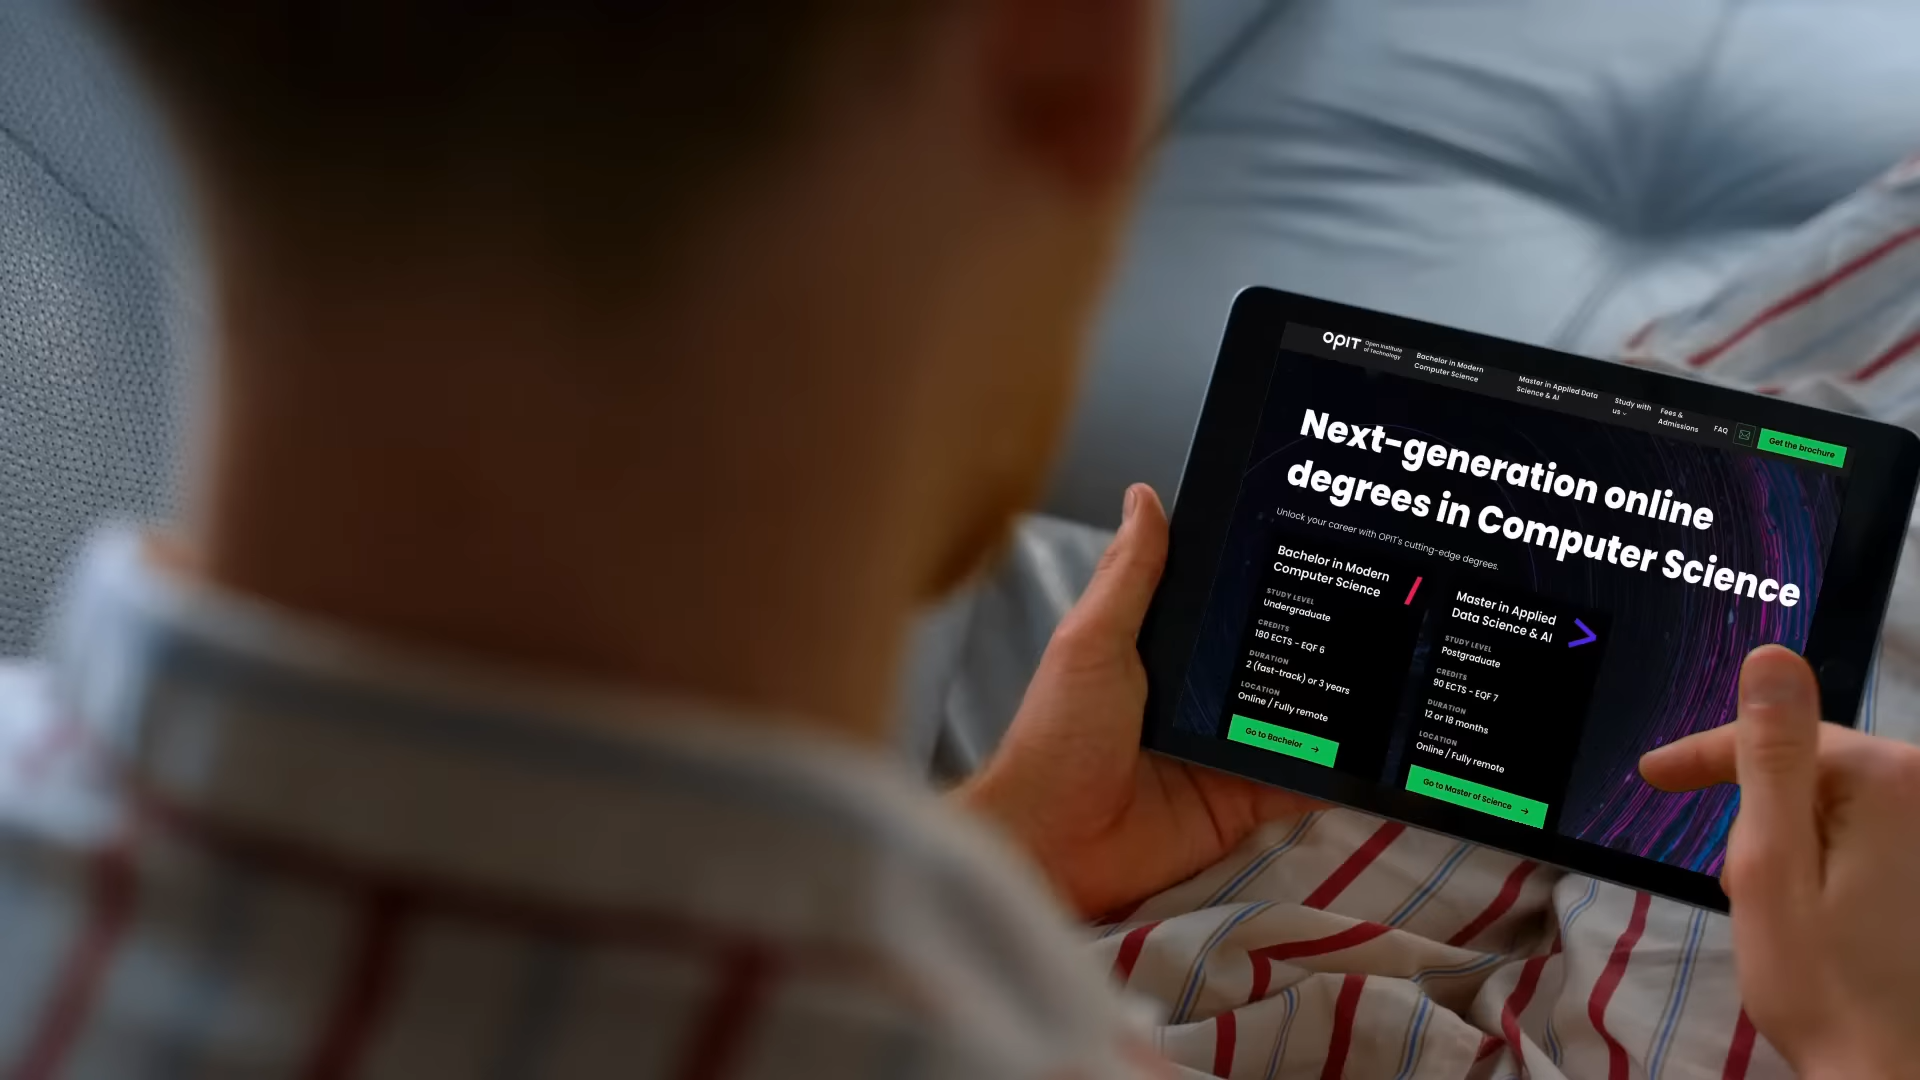 OPIT
Open Institute
of Technology
Bachelor in Modern
Computer Science
Master in Applied Data
Science & AI
Study with
us
Fees &
Admissions
FAQ
Get the brochure
Next-generation online
degrees in Computer Science
Unlock your career with OPIT's cutting-edge degrees.
Bachelor in Modern
Computer Science
STUDY LEVEL
Undergraduate
CREDITS
180 ECTS - EQF 6
DURATION
2 (fast-track) or 3 years
LOCATION
Online / Fully remote
Go to Bachelor →
Master in Applied
Data Science & AI
STUDY LEVEL
Postgraduate
CREDITS
90 ECTS - EQF 7
DURATION
12 or 18 months
LOCATION
Online / Fully remote
Go to Master of Science →